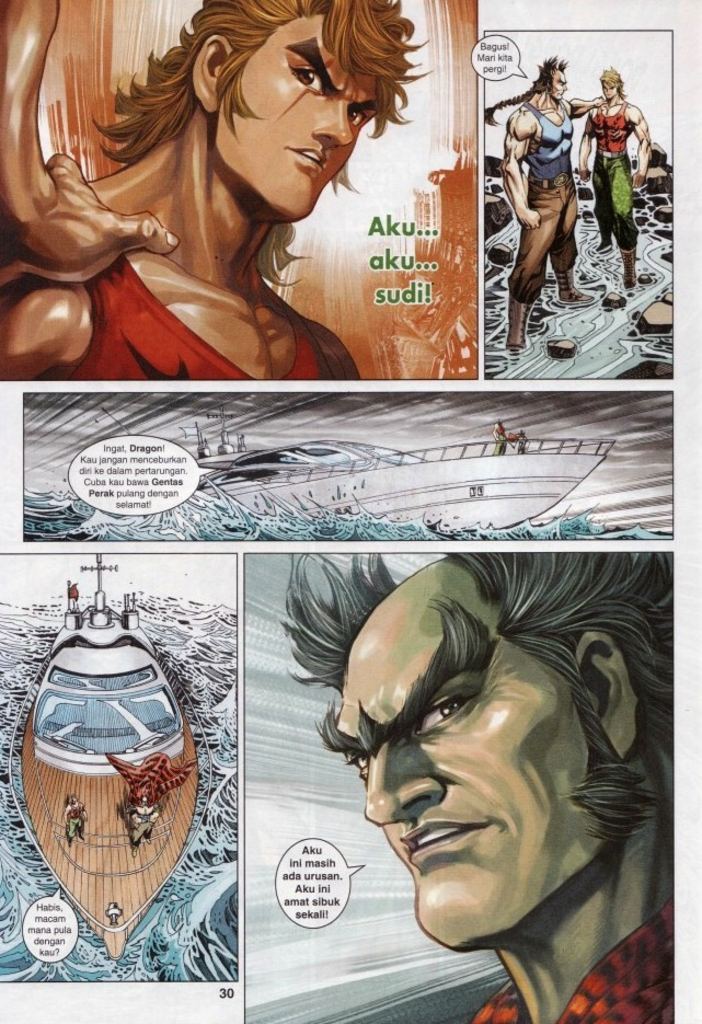 Aku...
aku...
sudi!
Bagus!
Mari kita
pergi!
Ingat, Dragon!
Kau jangan menceburkan
diri ke dalam pertarungan.
Cuba kau bawa Gentas
Perak pulang dengan
selamat!
Habis,
macam
mana pula
dengan
kau?
Aku
ini masih
ada urusan.
Aku ini
amat sibuk
sekali!
30